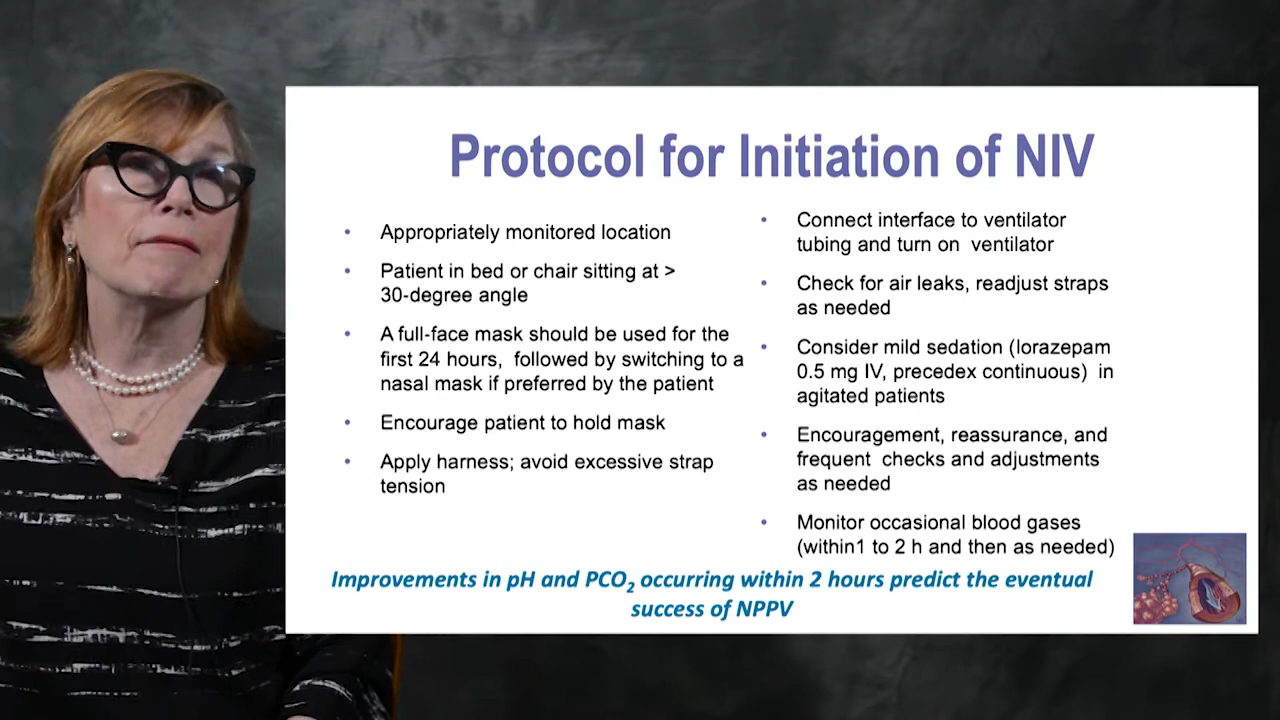 Protocol for Initiation of NIV
• Appropriately monitored location
• Patient in bed or chair sitting at >
30-degree angle
• A full-face mask should be used for the
first 24 hours, followed by switching to a
nasal mask if preferred by the patient
• Encourage patient to hold mask
• Apply harness; avoid excessive strap
tension
• Connect interface to ventilator
tubing and turn on ventilator
• Check for air leaks, readjust straps
as needed
• Consider mild sedation (lorazepam
0.5 mg IV, precedex continuous) in
agitated patients
• Encouragement, reassurance, and
frequent checks and adjustments
as needed
• Monitor occasional blood gases
(within1 to 2 h and then as needed)
Improvements in pH and PCO₂ occurring within 2 hours predict the eventual
success of NPPV